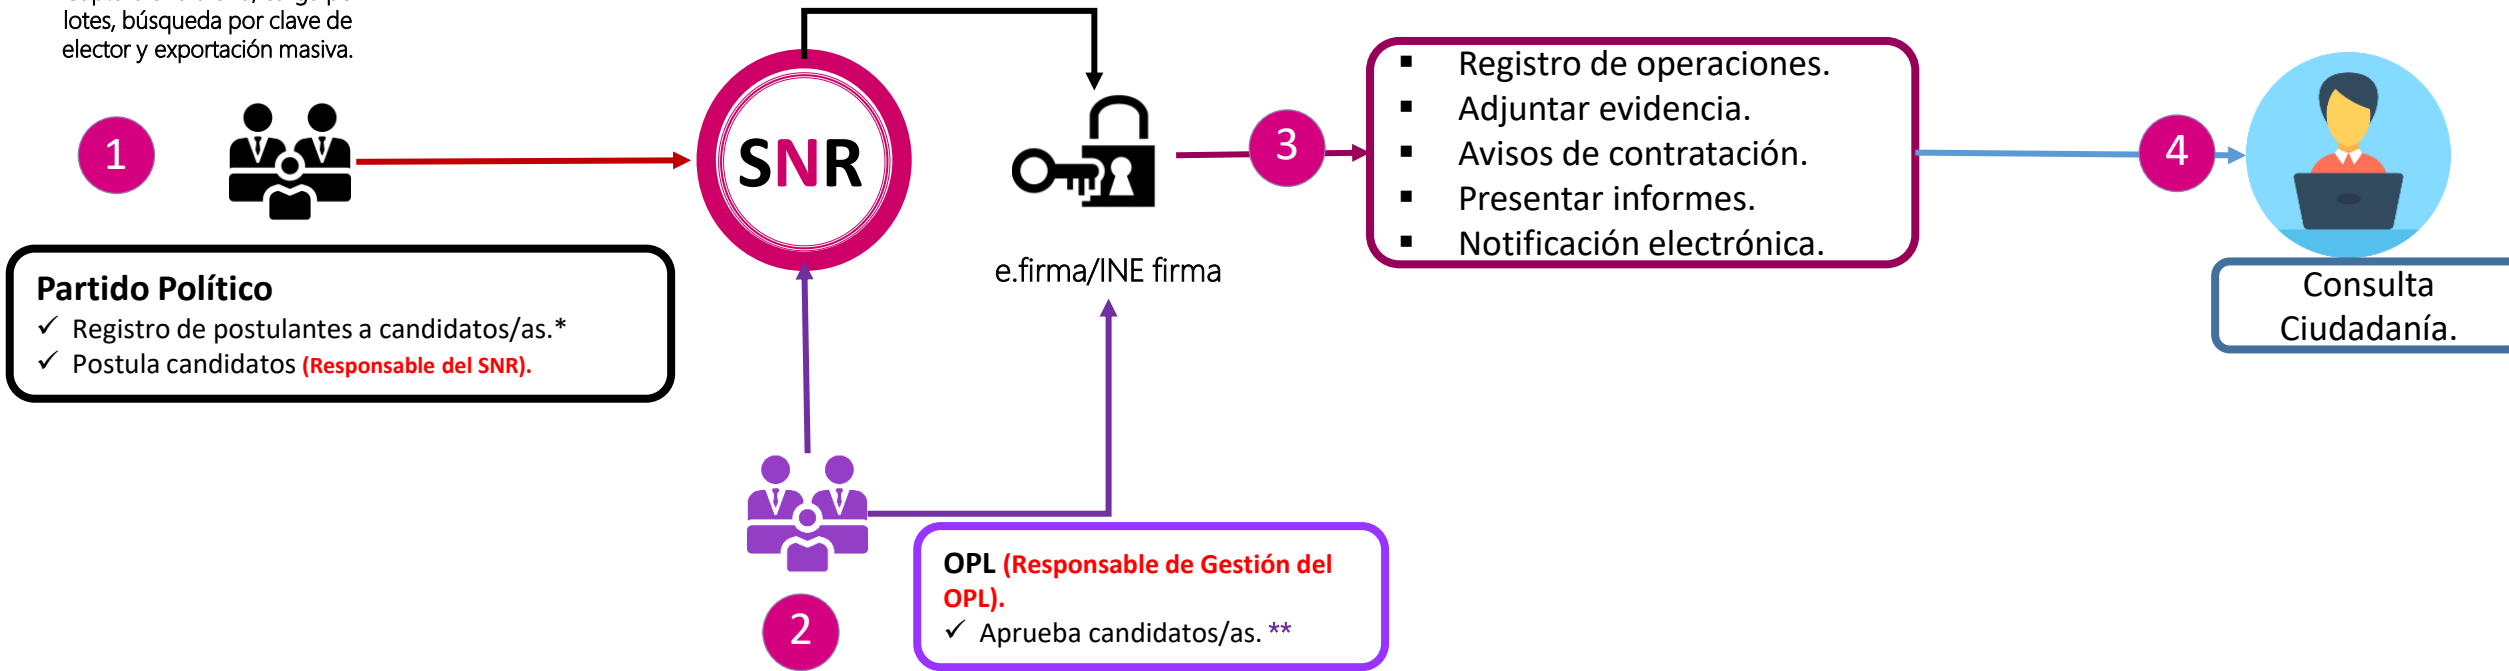 lotes, búsqueda por clave de
elector y exportación masiva.
1
SNR
3
▪ Registro de operaciones.
▪ Adjuntar evidencia.
▪ Avisos de contratación.
▪ Presentar informes.
▪ Notificación electrónica.
4
e.firma/INE firma
Partido Político
✓ Registro de postulantes a candidatos/as.*
✓ Postula candidatos (Responsable del SNR).
Consulta
Ciudadanía.
OPL (Responsable de Gestión del
OPL).
✓ Aprueba candidatos/as. **
2